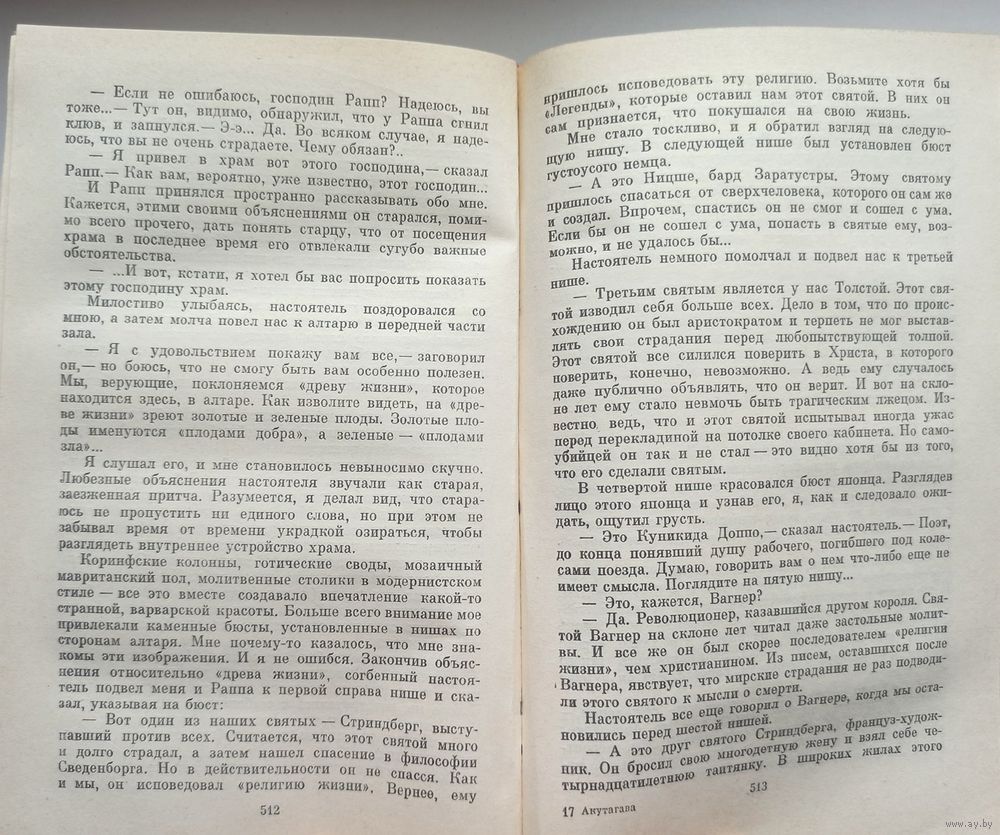 — Если не ошибаюсь, господин Рапп? Надеюсь, вы
тоже...— Тут он, видимо, обнаружил, что у Раппа сгнил
клюв, и запнулся.— Э-э... Да. Во всяком случае, я наде-
юсь, что вы не очень страдаете. Чему обязан?..
— Я привел в храм вот этого господина,— сказал
Рапп.— Как вам, вероятно, уже известно, этот господин...
И Рапп принялся пространно рассказывать обо мне.
Кажется, этими своими объяснениями он старался, поми-
мо всего прочего, дать понять старцу, что от посещения
храма в последнее время его отвлекали сугубо важные
обстоятельства.
— ...И вот, кстати, я хотел бы вас попросить показать
этому господину храм.
Милостиво улыбаясь, настоятель поздоровался со
мною, а затем молча повел нас к алтарю в передней части
зала.
— Я с удовольствием покажу вам все,— заговорил
он,— но боюсь, что не смогу быть вам особенно полезен.
Мы, верующие, поклоняемся «древу жизни», которое
находится здесь, в алтаре. Как изволите видеть, на «дре-
ве жизни» зреют золотые и зеленые плоды. Золотые пло-
ды именуются «плодами добра», а зеленые — «плодами
зла»...
Я слушал его, и мне становилось невыносимо скучно.
Любезные объяснения настоятеля звучали как старая,
заезженная притча. Разумеется, я делал вид, что стара-
юсь не пропустить ни единого слова, но при этом не
забывал время от времени украдкой озираться, чтобы
разглядеть внутреннее устройство храма.
Коринфские колонны, готические своды, мозаичный
мавританский пол, молитвенные столики в модернистском
стиле — все это вместе создавало впечатление какой-то
странной, варварской красоты. Больше всего внимание мое
привлекали каменные бюсты, установленные в нишах по
сторонам алтаря. Мне почему-то казалось, что мне зна-
комы эти изображения. И я не ошибся. Закончив объяс-
нения относительно «древа жизни», согбенный настоя-
тель подвел меня и Раппа к первой справа нише и ска-
зал, указывая на бюст:
— Вот один из наших святых — Стриндберг, высту-
павший против всех. Считается, что этот святой много
и долго страдал, а затем нашел спасение в философии
Сведенборга. Но в действительности он не спасся. Как
и мы, он исповедовал «религию жизни». Вернее, ему
512
пришлось исповедовать эту религию. Возьмите хотя бы
«Легенды», которые оставил нам этот святой. В них он
сам признается, что покушался на свою жизнь.
Мне стало тоскливо, и я обратил взгляд на следую-
щую нишу. В следующей нише был установлен бюст
густоусого немца.
— А это Ницше, бард Заратустры. Этому святому
пришлось спасаться от сверхчеловека, которого он сам же
и создал. Впрочем, спастись он не смог и сошел с ума.
Если бы он не сошел с ума, попасть в святые ему, воз-
можно, и не удалось бы...
Настоятель немного помолчал и подвел нас к третьей
нише.
— Третьим святым является у нас Толстой. Этот свя-
той изводил себя больше всех. Дело в том, что по проис-
хождению он был аристократом и терпеть не мог выстав-
лять свои страдания перед любопытствующей толпой.
Этот святой все силился поверить в Христа, в которого
поверить, конечно, невозможно. А ведь ему случалось
даже публично объявлять, что он верит. И вот на скло-
не лет ему стало невмочь быть трагическим лжецом. Из-
вестно ведь, что и этот святой испытывал иногда ужас
перед перекладиной на потолке своего кабинета. Но само-
убийцей он так и не стал — это видно хотя бы из того,
что его сделали святым.
В четвертой нише красовался бюст японца. Разглядев
лицо этого японца и узнав его, я, как и следовало ожи-
дать, ощутил грусть.
— Это Куникида Доппо,— сказал настоятель.— Поэт,
до конца понявший душу рабочего, погибшего под коле-
сами поезда. Думаю, говорить вам о нем что-либо еще не
имеет смысла. Поглядите на пятую нишу...
— Это, кажется, Вагнер?
— Да. Революционер, казавшийся другом короля. Свя-
той Вагнер на склоне лет читал даже застольные молит-
вы. И все же он был скорее последователем «религии
жизни», чем христианином. Из писем, оставшихся после
Вагнера, явствует, что мирские страдания не раз подводи-
ли этого святого к мысли о смерти.
Настоятель все еще говорил о Вагнере, когда мы оста-
новились перед шестой нишей.
— А это друг святого Стриндберга, француз-худож-
ник. Он бросил свою многодетную жену и взял себе че-
тырнадцатилетнюю таитянку. В широких жилах этого
17 Акутагава
513
www.ay.by